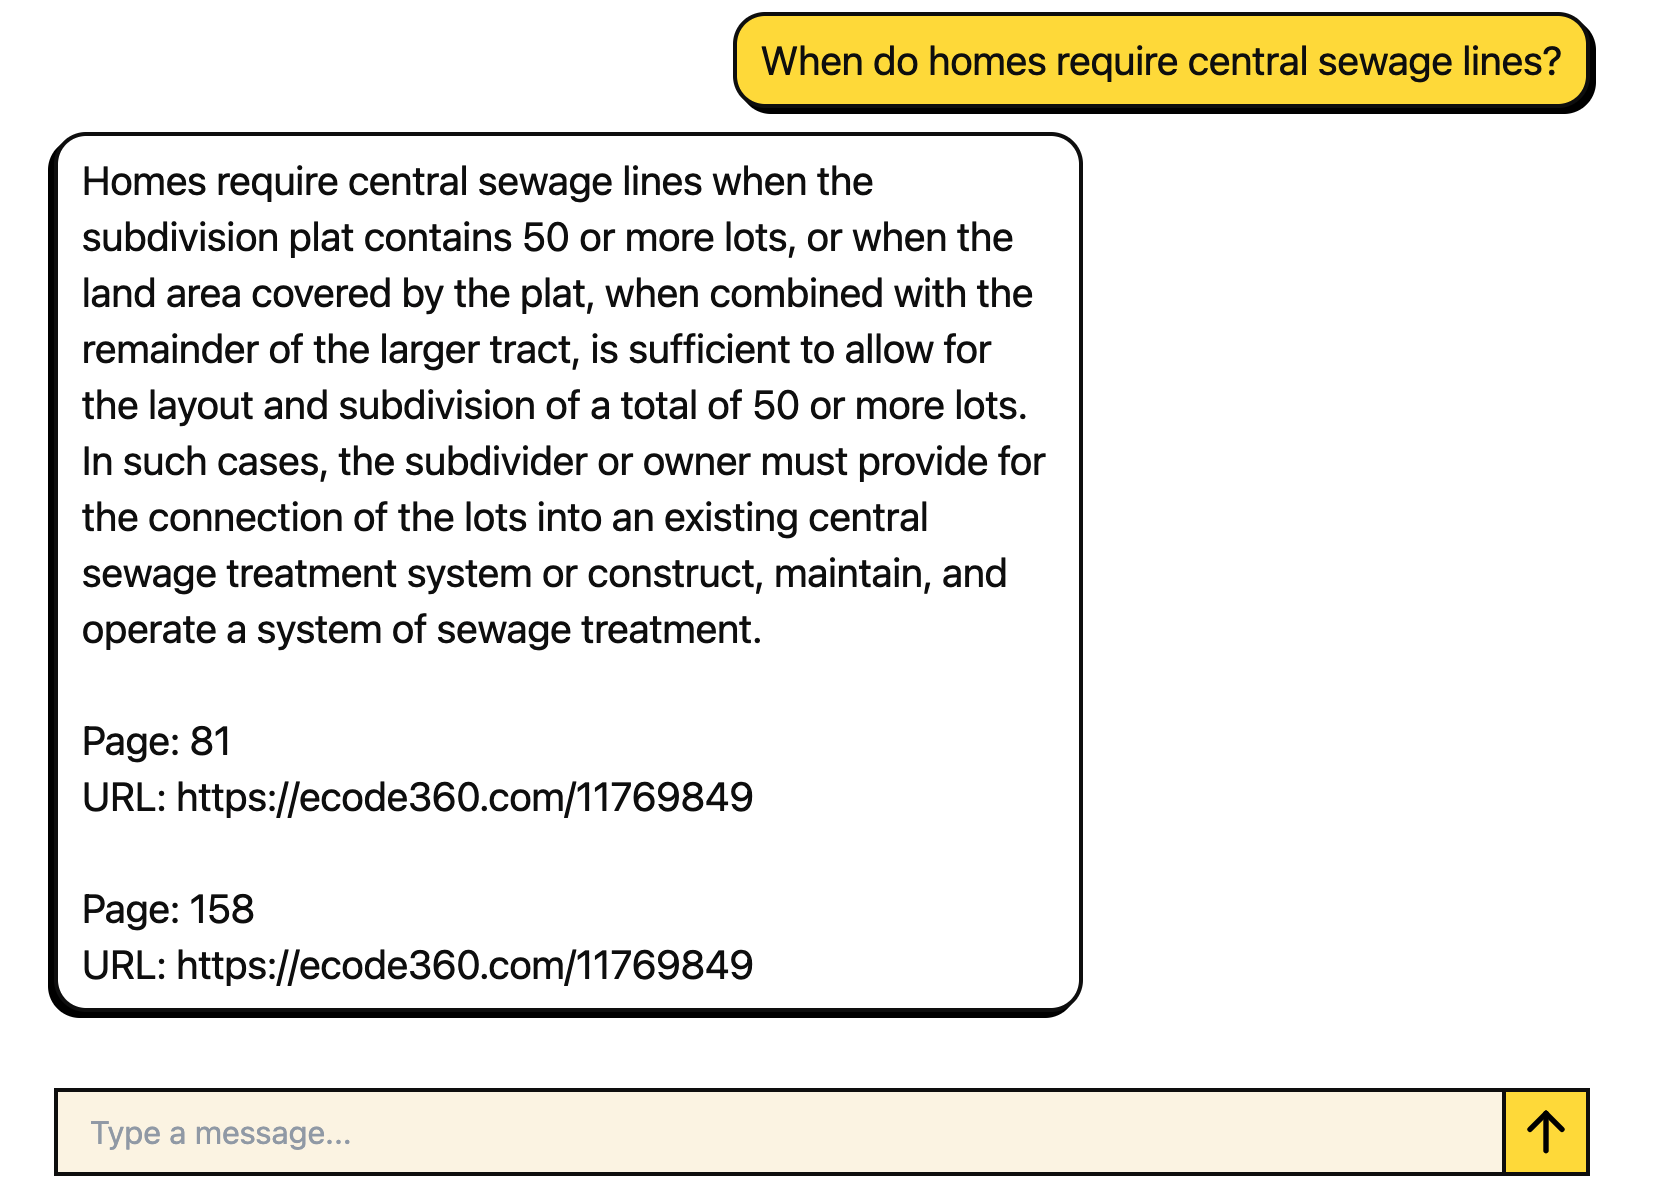 When do homes require central sewage lines?
Homes require central sewage lines when the
subdivision plat contains 50 or more lots, or when the
land area covered by the plat, when combined with the
remainder of the larger tract, is sufficient to allow for
the layout and subdivision of a total of 50 or more lots.
In such cases, the subdivider or owner must provide for
the connection of the lots into an existing central
sewage treatment system or construct, maintain, and
operate a system of sewage treatment.
Page: 81
URL: https://ecode360.com/11769849
Page: 158
URL: https://ecode360.com/11769849
Type a message...